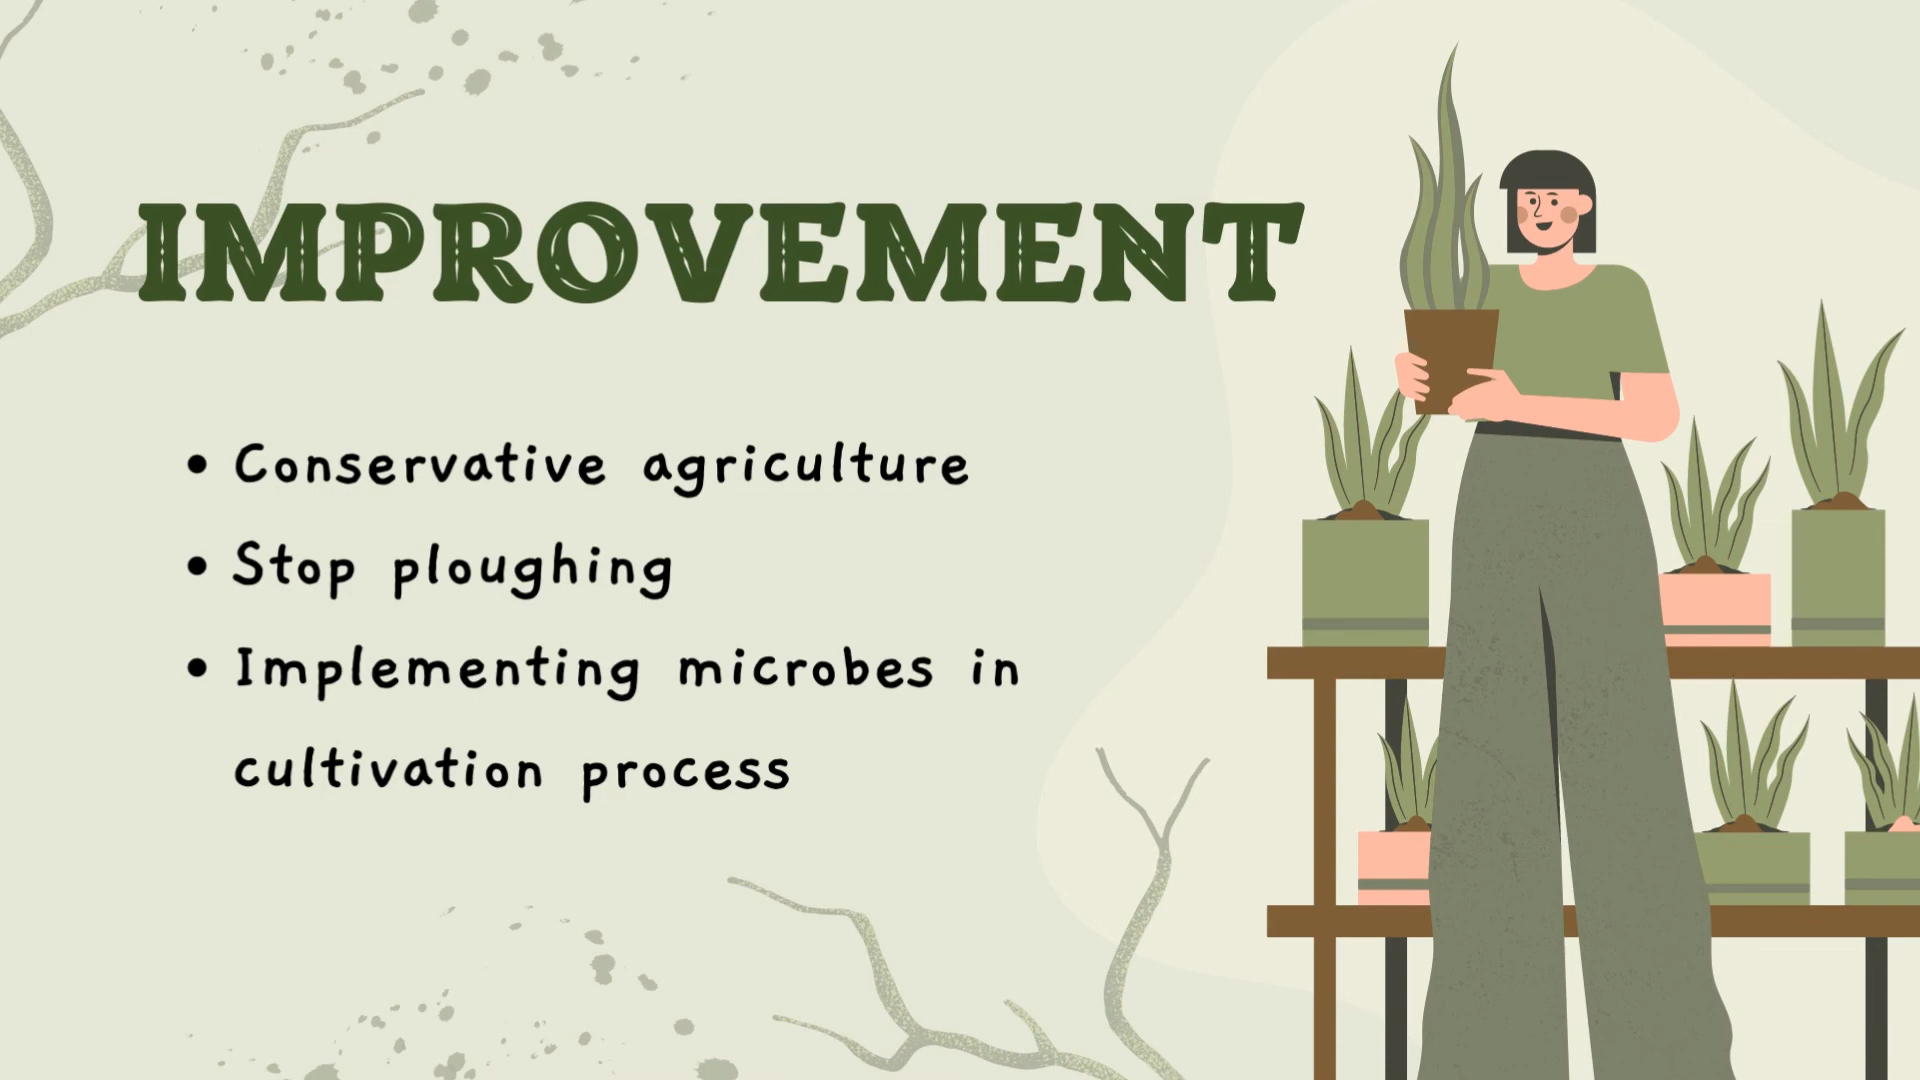 IMPROVEMENT
• Conservative agriculture
• Stop ploughing
• Implementing microbes in
cultivation process